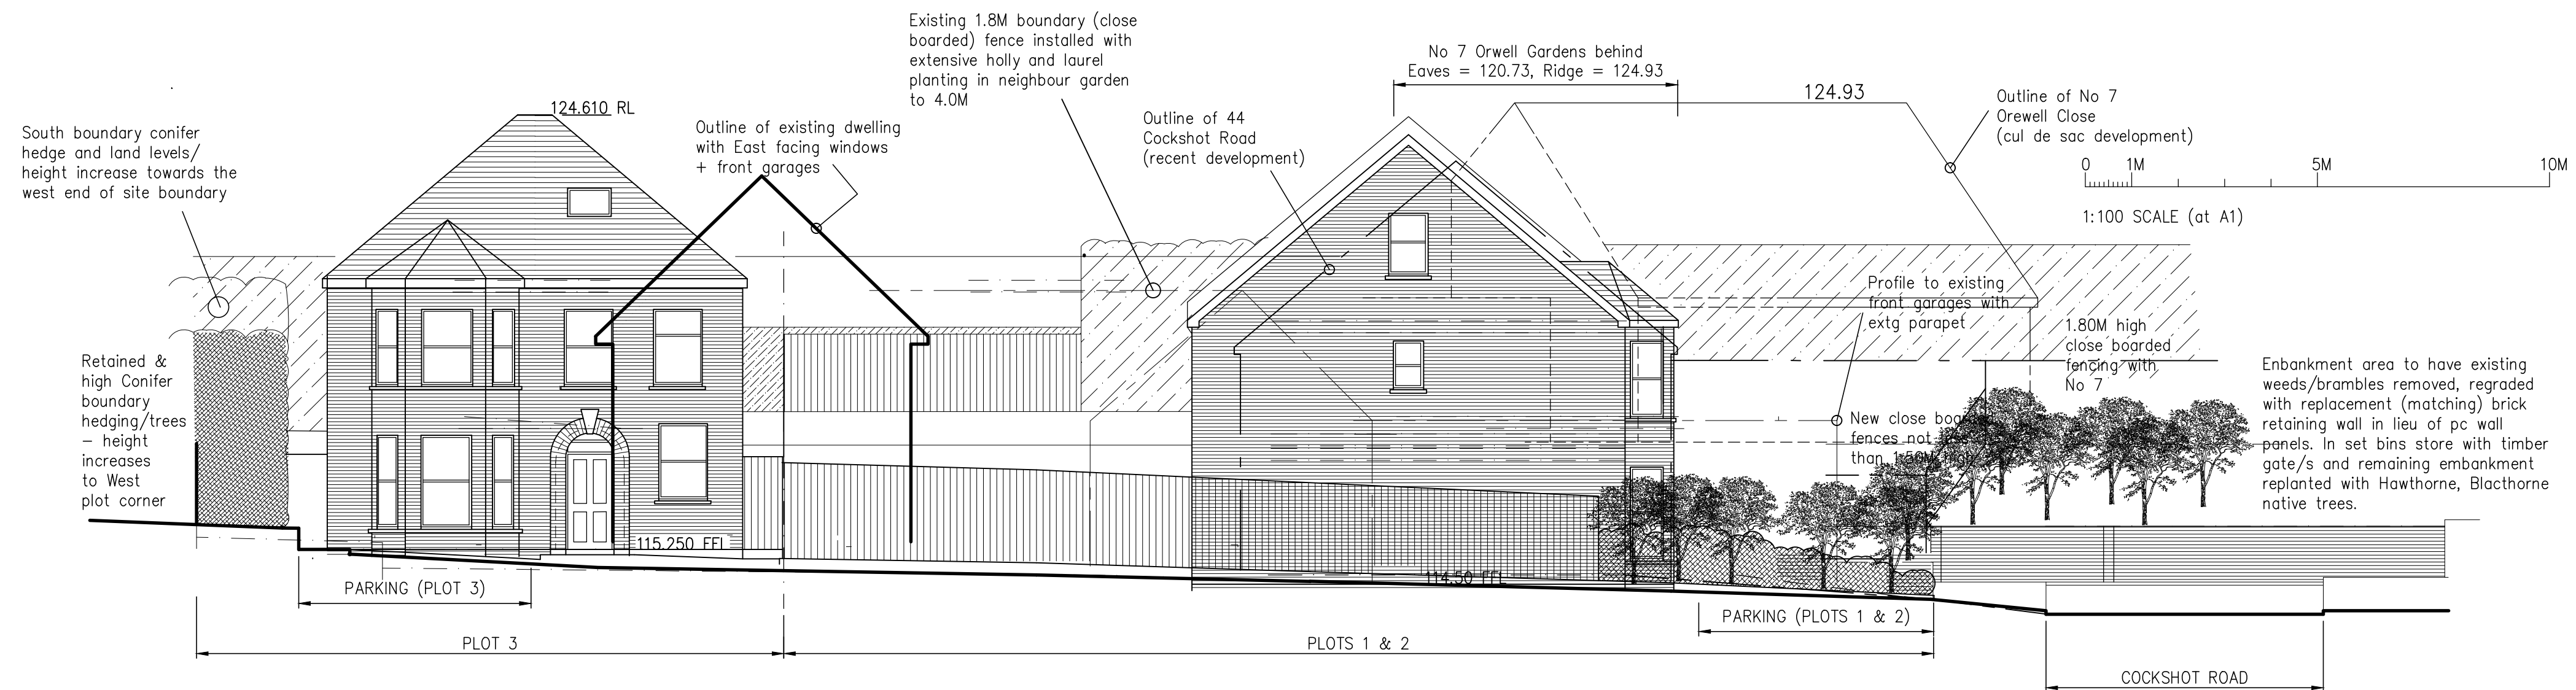 South boundary conifer
hedge and land levels/
height increase towards the
west end of site boundary
Retained &
high Conifer
boundary
hedging/trees
– height
increases
to West
plot corner
124.610 RL
Outline of existing dwelling
with East facing windows
+ front garages
Existing 1.8M boundary (close
boarded) fence installed with
extensive holly and laurel
planting in neighbour garden
to 4.0M
Outline of 44
Cockshot Road
(recent development)
No 7 Orwell Gardens behind
Eaves = 120.73, Ridge = 124.93
124.93
Outline of No 7
Orewell Close
(cul de sac development)
0 1M 5M 10M
1:100 SCALE (at A1)
Profile to existing
front garages with
extg parapet
1.80M high
close boarded
fencing with
No 7
New close boarded
fences not less
than 1.50M high
Enbankment area to have existing
weeds/brambles removed, regraded
with replacement (matching) brick
retaining wall in lieu of pc wall
panels. In set bins store with timber
gate/s and remaining embankment
replanted with Hawthorne, Blacthorne
native trees.
115.250 FFL
114.50 FFL
PARKING (PLOT 3)
PARKING (PLOTS 1 & 2)
PLOT 3
PLOTS 1 & 2
COCKSHOT ROAD